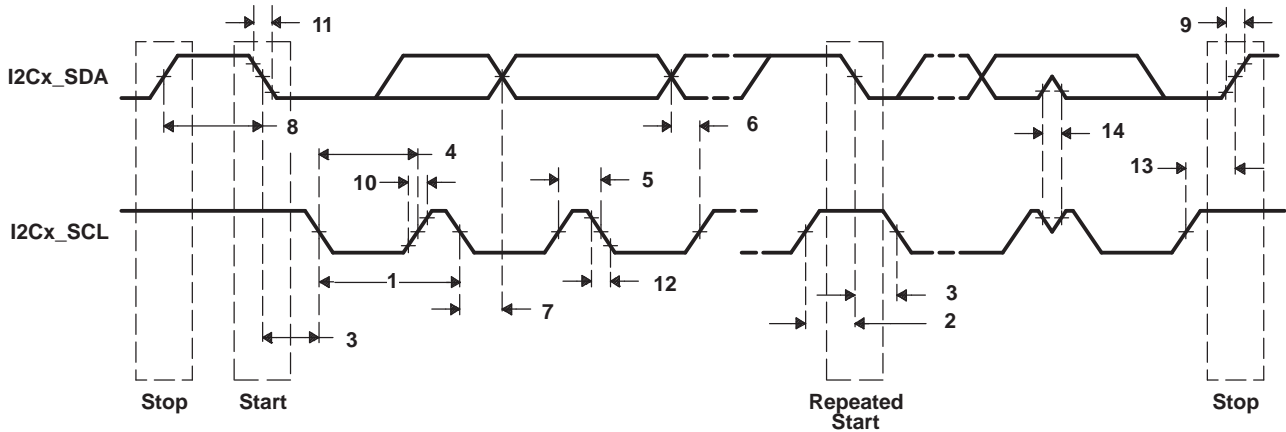 11
9
I2Cx_SDA
8
6
14
4
10
5
13
I2Cx_SCL
1
12
7
3
3
2
Stop
Start
Repeated
Start
Stop